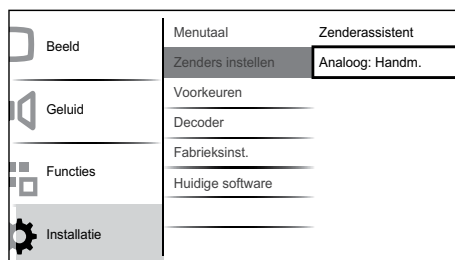 Beeld
Geluid
Functies
Installatie
Menutaal
Zenders instellen
Voorkeuren
Decoder
Fabrieksinst.
Huidige software
Zenderassistent
Analoog: Handm.